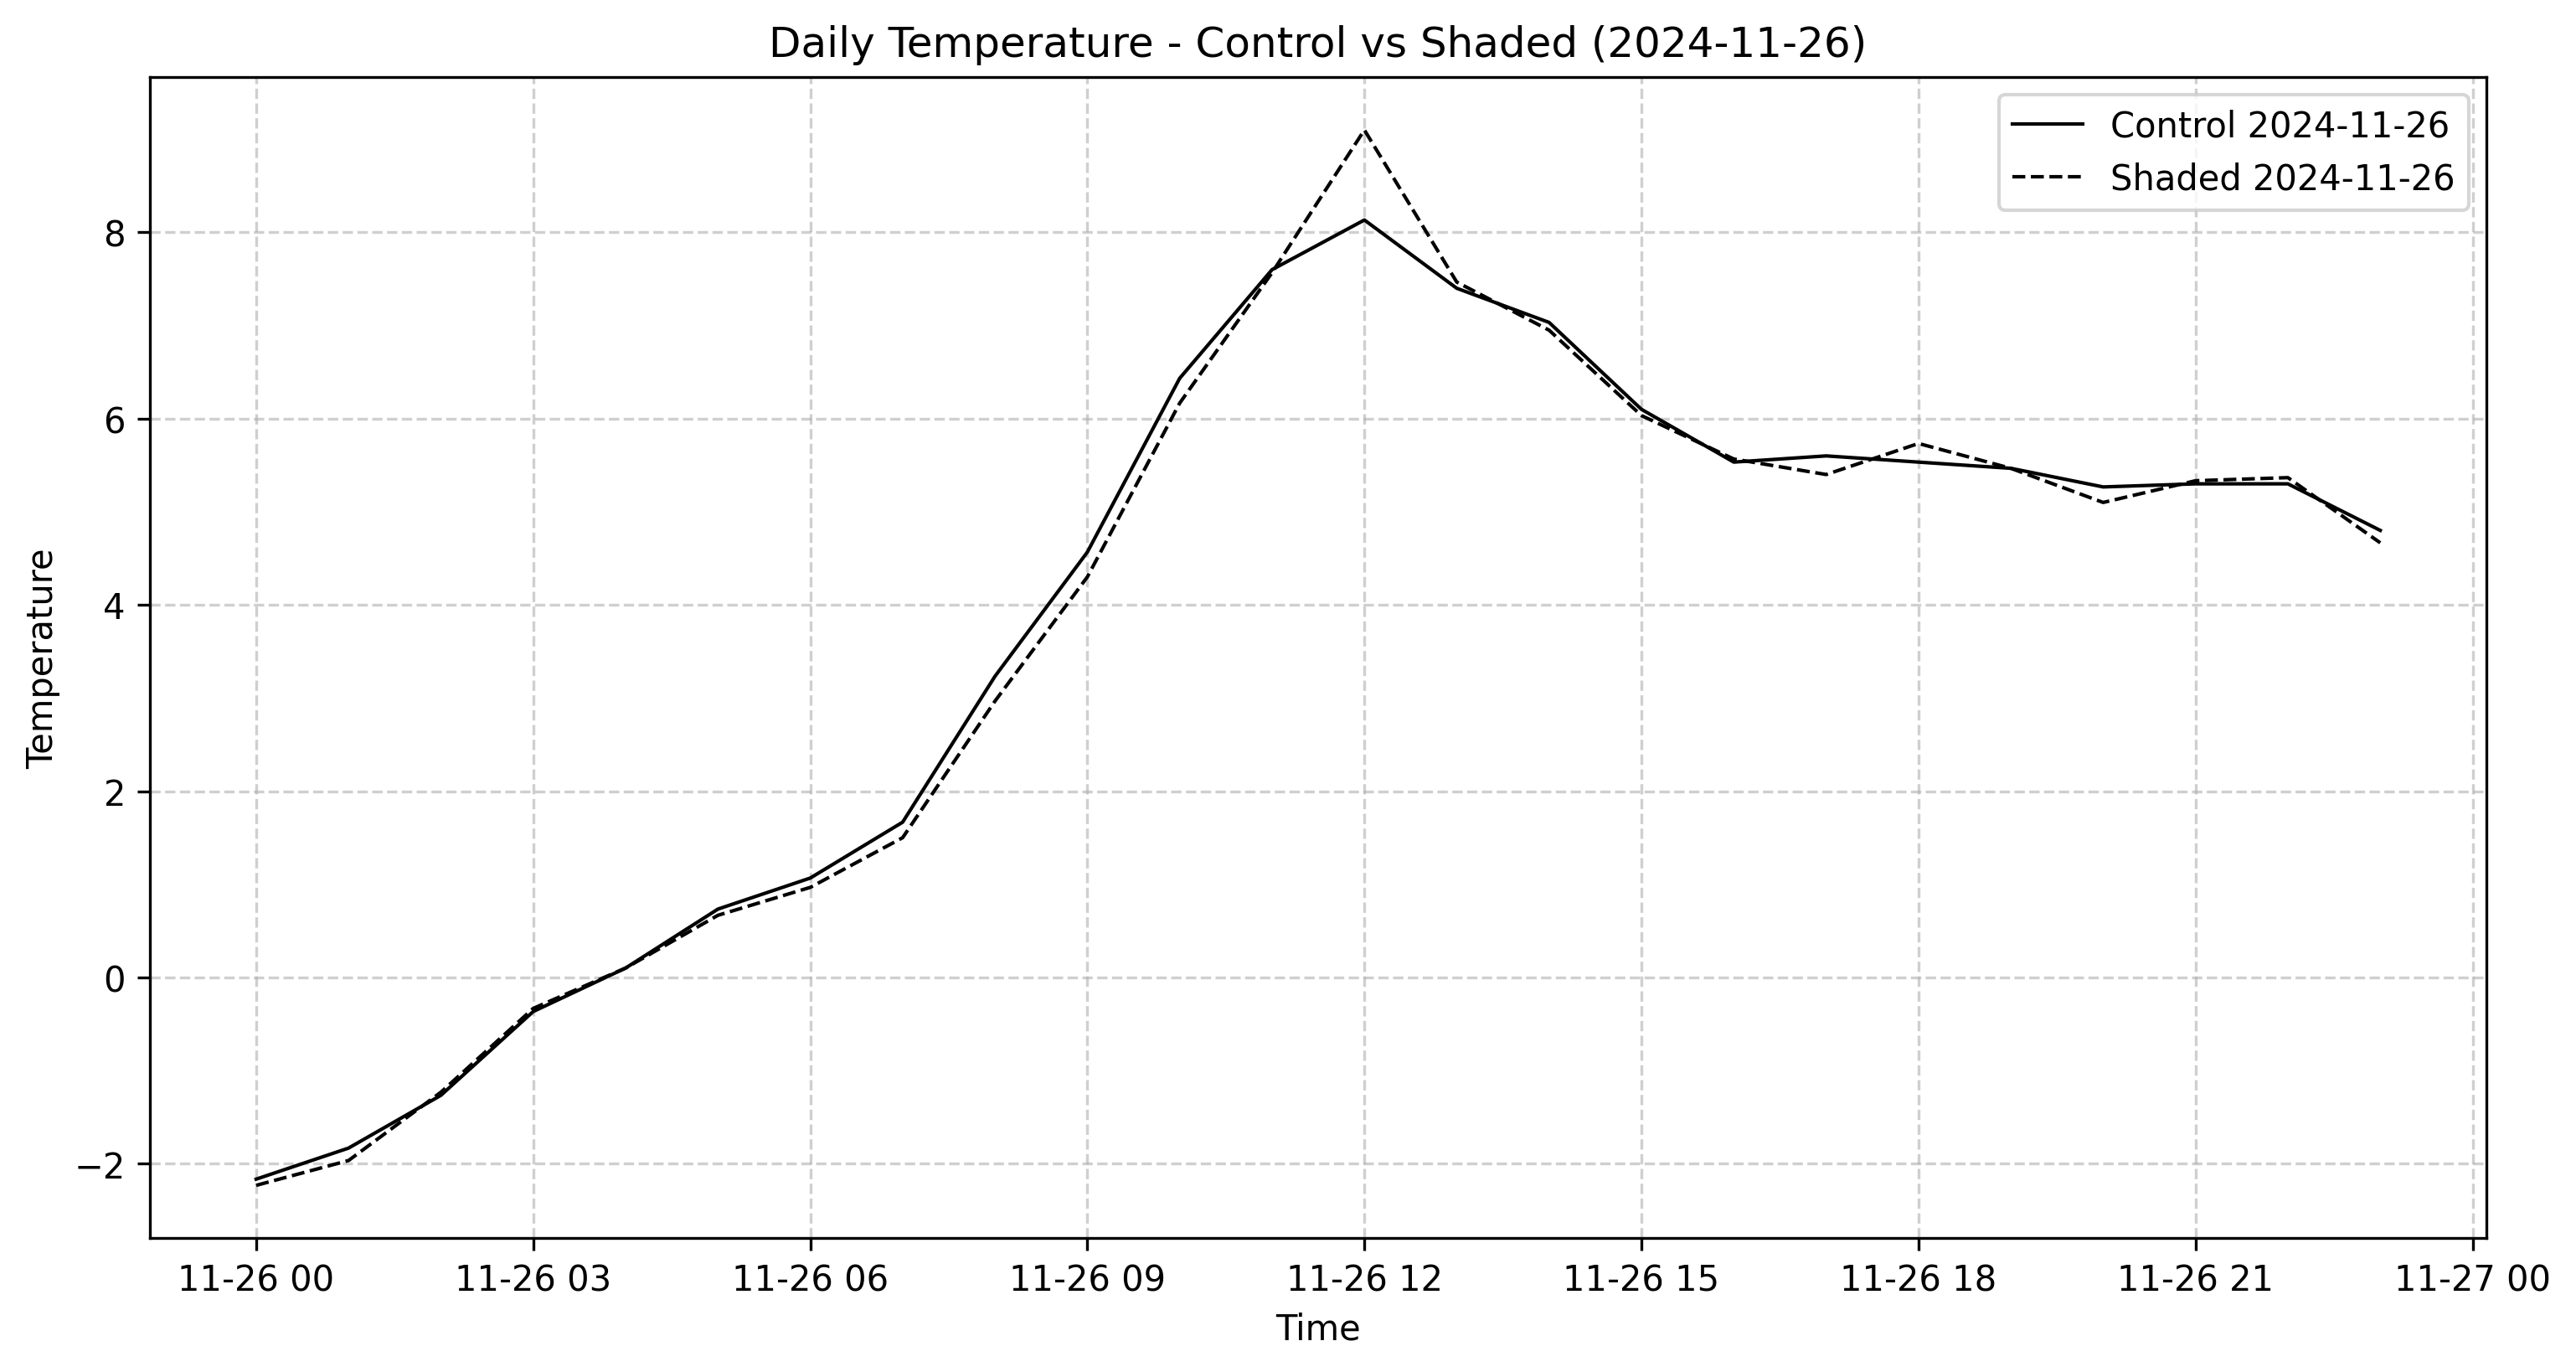 Daily Temperature - Control vs Shaded (2024-11-26)
Control 2024-11-26
Shaded 2024-11-26
Temperature
8
6
4
2
0
−2
11-26 00 11-26 03 11-26 06 11-26 09 11-26 12 11-26 15 11-26 18 11-26 21 11-27 00
Time